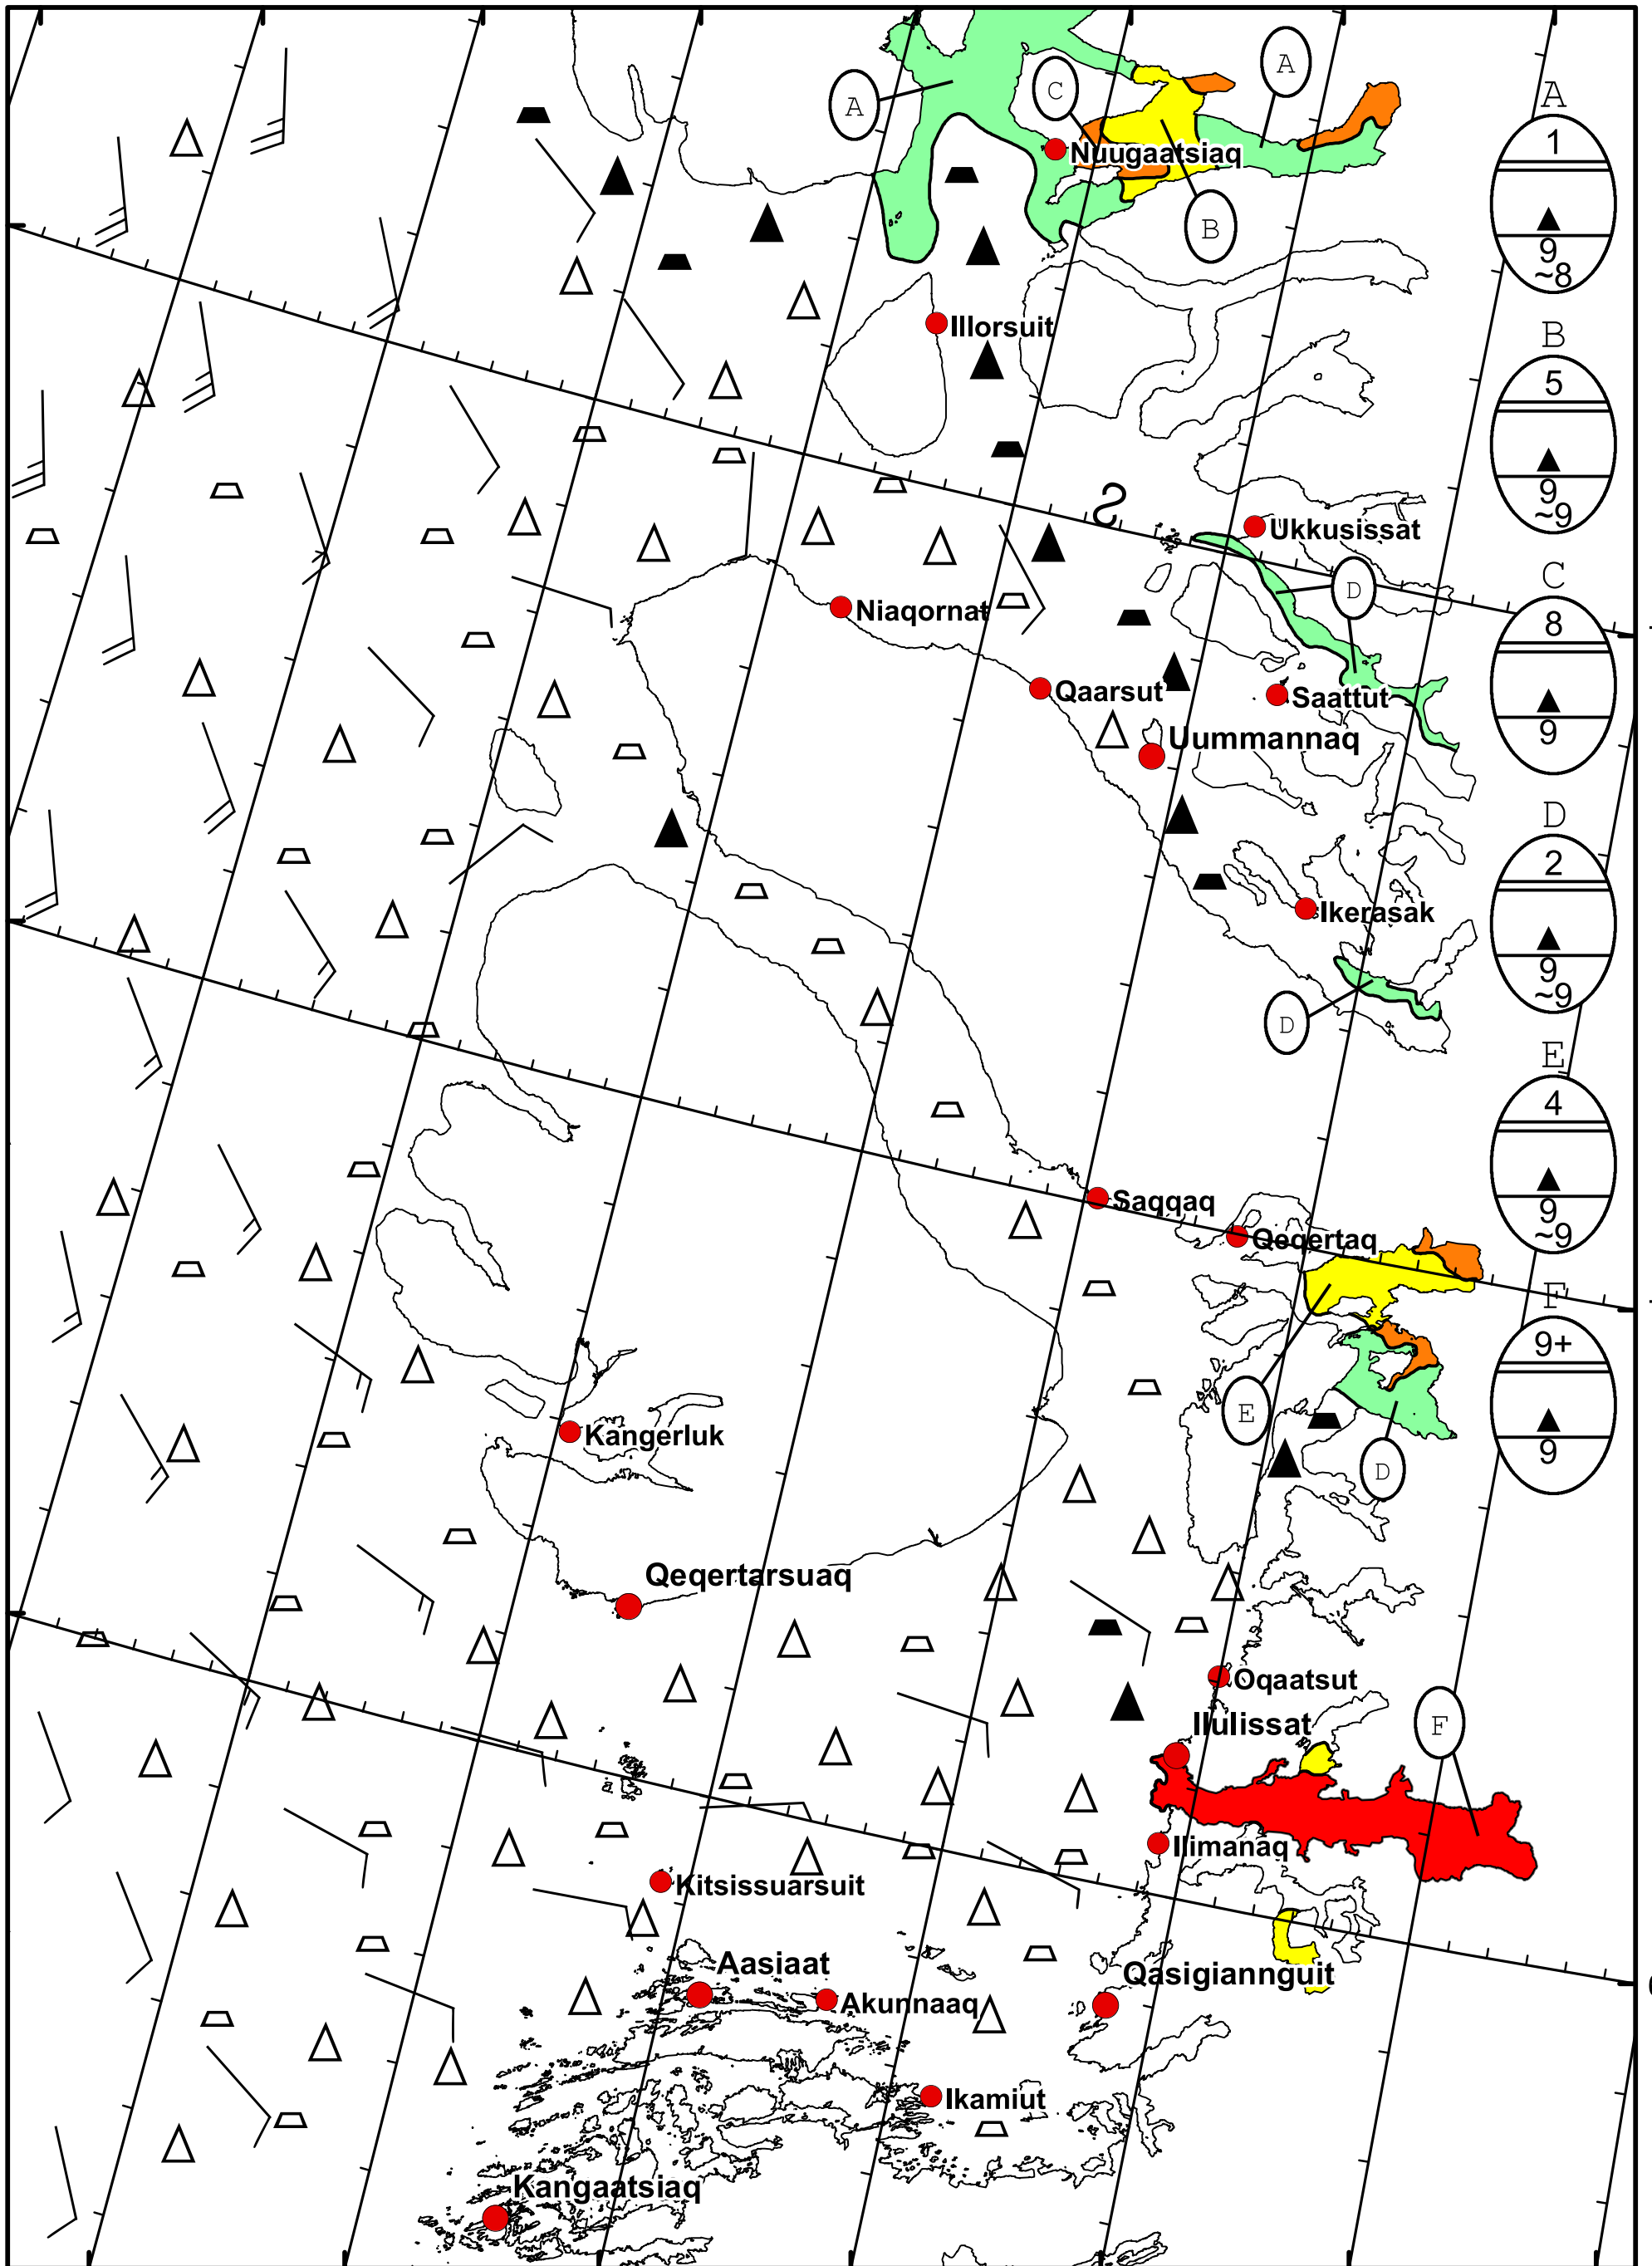 A
C
A
Nuugaatsiaq
B
Illorsuit
Ukkusissat
D
Niaqornat
Qaarsut
Saattut
Uummannaq
Ikerasak
D
Saqqaq
Qeqertaq
E
D
Kangerluk
Qeqertarsuaq
Oqaatsut
Ilulissat
F
Ilimanaq
Kitsissuarsuit
Aasiaat
Akunnaaq
Qasigiannguit
Ikamiut
Kangaatsiaq
A
1
9
~8
B
5
9
~9
C
8
9
D
2
9
~9
E
4
9
~9
F
9+
9